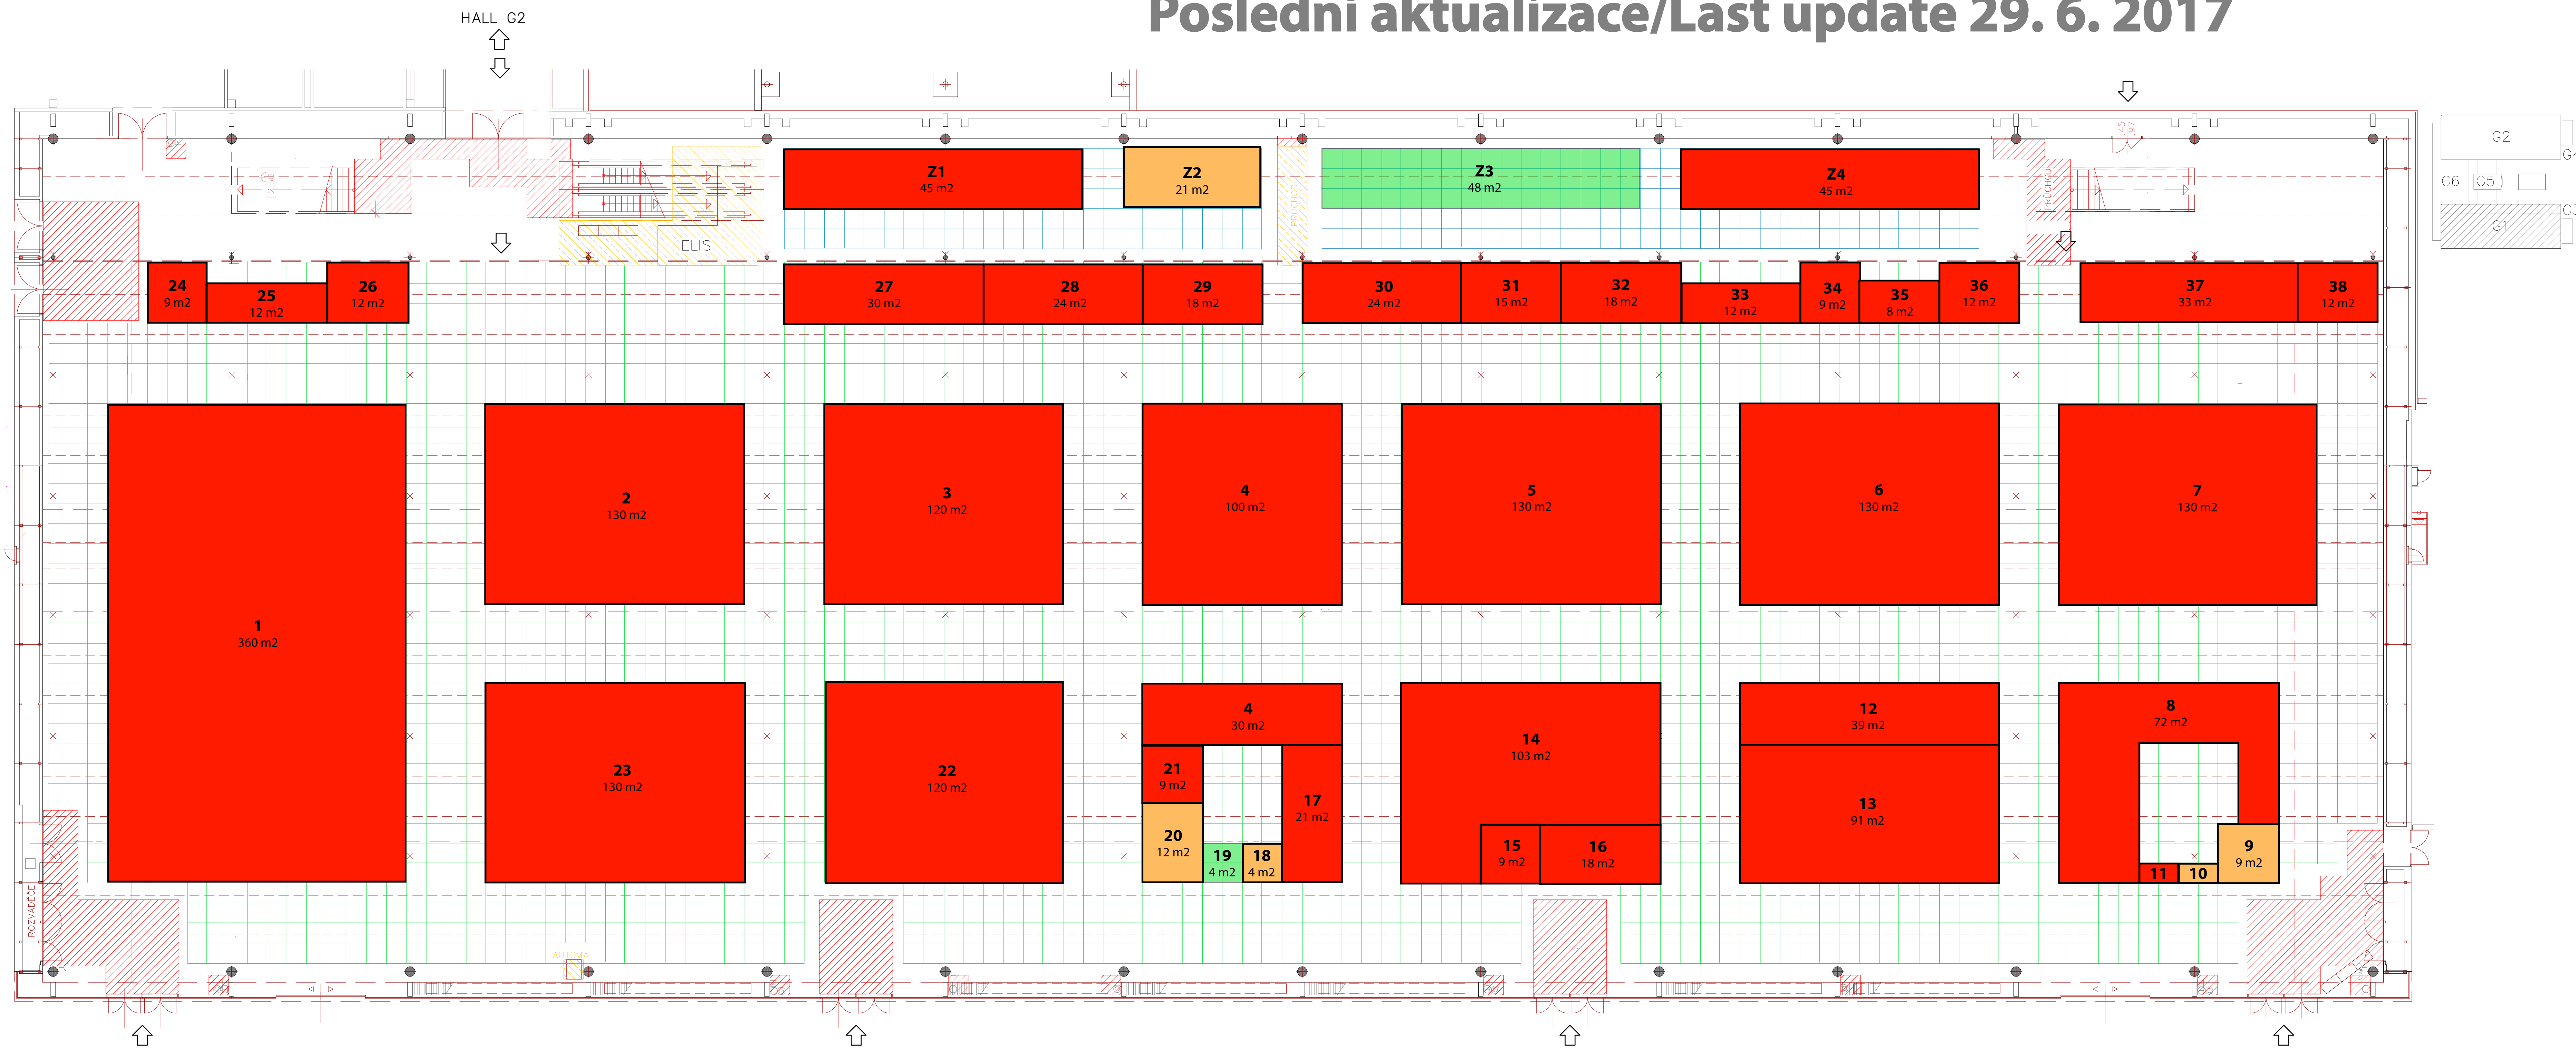 Poslední aktualizace/Last update 29. 6. 2017
HALL G2
G2
G6
G5
G1
45
97
Z1
45 m2
Z2
21 m2
Z3
48 m2
Z4
45 m2
PRŮCHOD
PRŮCHOD
ELIS
24
9 m2
25
12 m2
26
12 m2
27
30 m2
28
24 m2
29
18 m2
30
24 m2
31
15 m2
32
18 m2
33
12 m2
34
9 m2
35
8 m2
36
12 m2
37
33 m2
38
12 m2
1
360 m2
2
130 m2
3
120 m2
4
100 m2
5
130 m2
6
130 m2
7
130 m2
23
130 m2
22
120 m2
4
30 m2
21
9 m2
20
12 m2
19
4 m2
18
4 m2
17
21 m2
14
103 m2
15
9 m2
16
18 m2
12
39 m2
13
91 m2
8
72 m2
9
9 m2
10
11
ROZVADĚČE
AUTOMAT